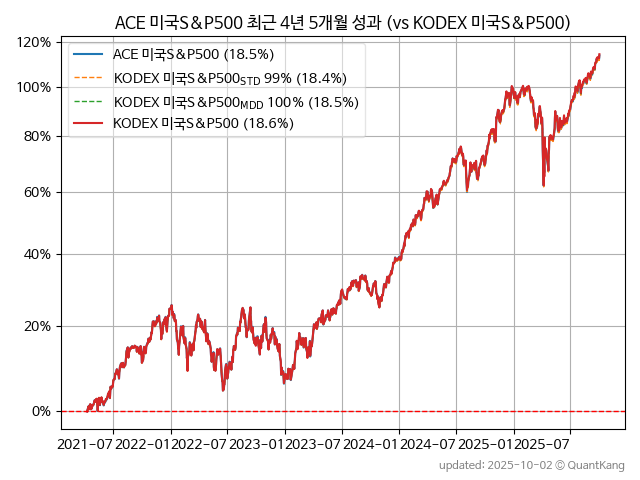 ACE 미국S&P500 최근 4년 5개월 성과 (vs KODEX 미국S&P500)
120%
100%
80%
60%
40%
20%
0%
ACE 미국S&P500 (18.5%)
KODEX 미국S&P500STD 99% (18.4%)
KODEX 미국S&P500MDD 100% (18.5%)
KODEX 미국S&P500 (18.6%)
2021-07 2022-01 2022-07 2023-01 2023-07 2024-01 2024-07 2025-01 2025-07
updated: 2025-10-02 © QuantKang